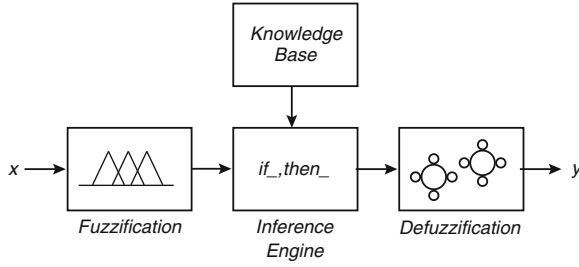 Knowledge
Base
x
if_,then_
y
Fuzzification
Inference
Engine
Defuzzification